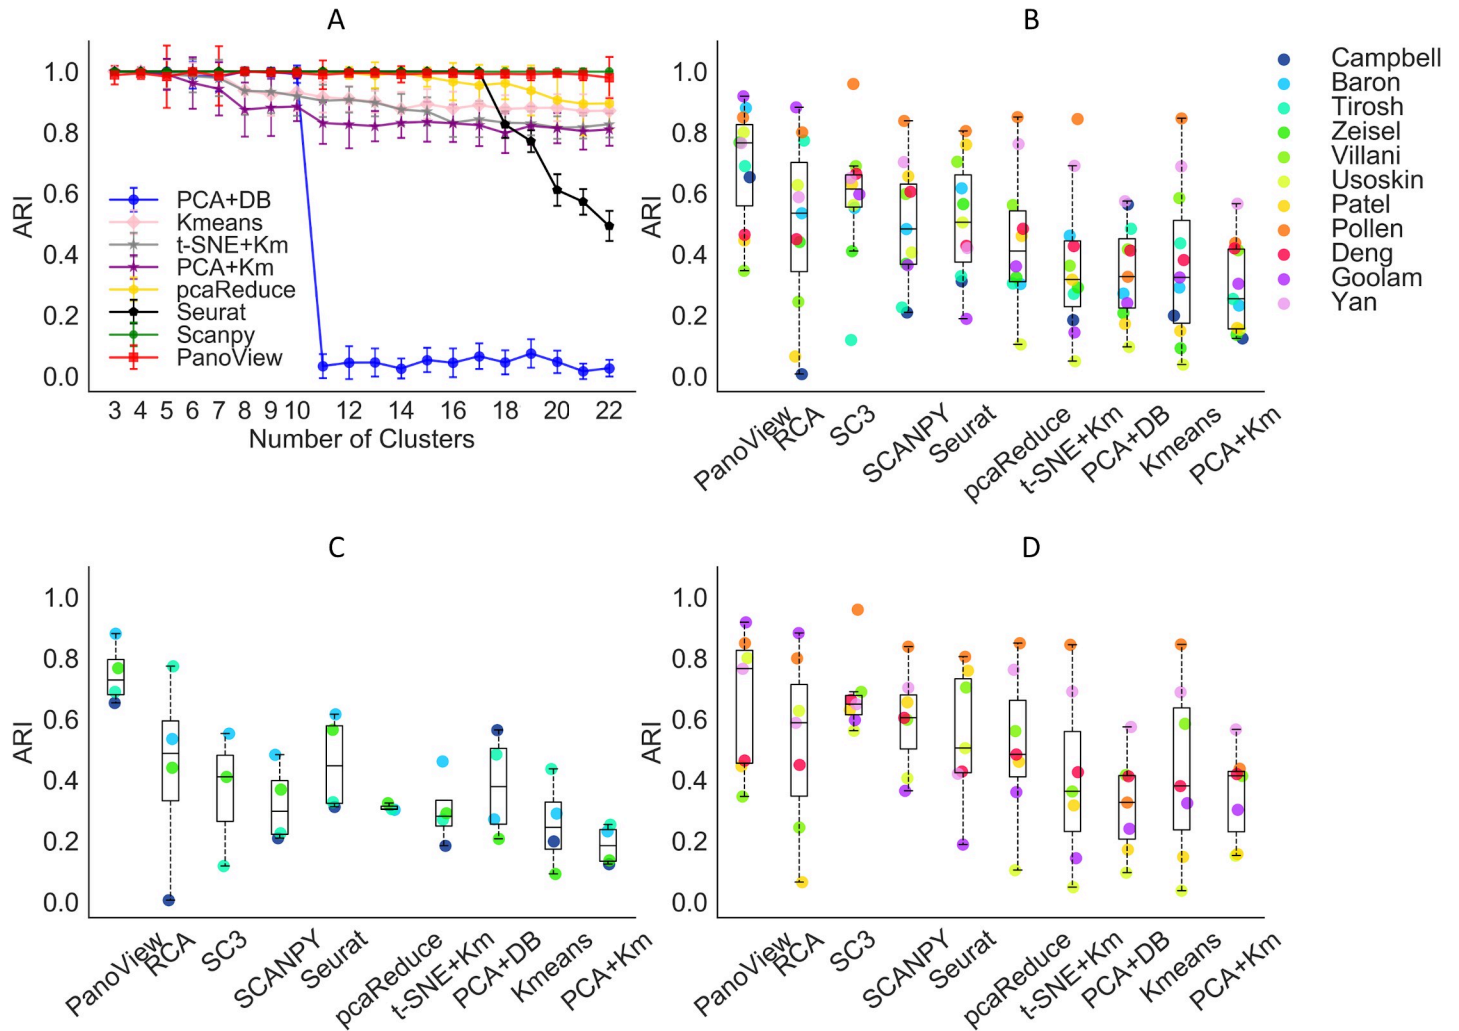 A
1.0
0.8
0.6
0.4
0.2
0.0
ARI
PCA+DB
Kmeans
t-SNE+Km
PCA+Km
pcaReduce
Seurat
Scanpy
PanoView
3 4 5 6 7 8 9 10 12 14 16 18 20 22
Number of Clusters
B
1.0
0.8
0.6
0.4
0.2
0.0
ARI
PanoView
RCA
SC3
SCANPY
Seurat
pcaReduce
t-SNE+Km
PCA+DB
Kmeans
PCA+Km
Campbell
Baron
Tirosh
Zeisel
Villani
Usoskin
Patel
Pollen
Deng
Goolam
Yan
C
1.0
0.8
0.6
0.4
0.2
0.0
ARI
PanoView
RCA
SC3
SCANPY
Seurat
pcaReduce
t-SNE+Km
PCA+DB
Kmeans
PCA+Km
D
1.0
0.8
0.6
0.4
0.2
0.0
ARI
PanoView
RCA
SC3
SCANPY
Seurat
pcaReduce
t-SNE+Km
PCA+DB
Kmeans
PCA+Km